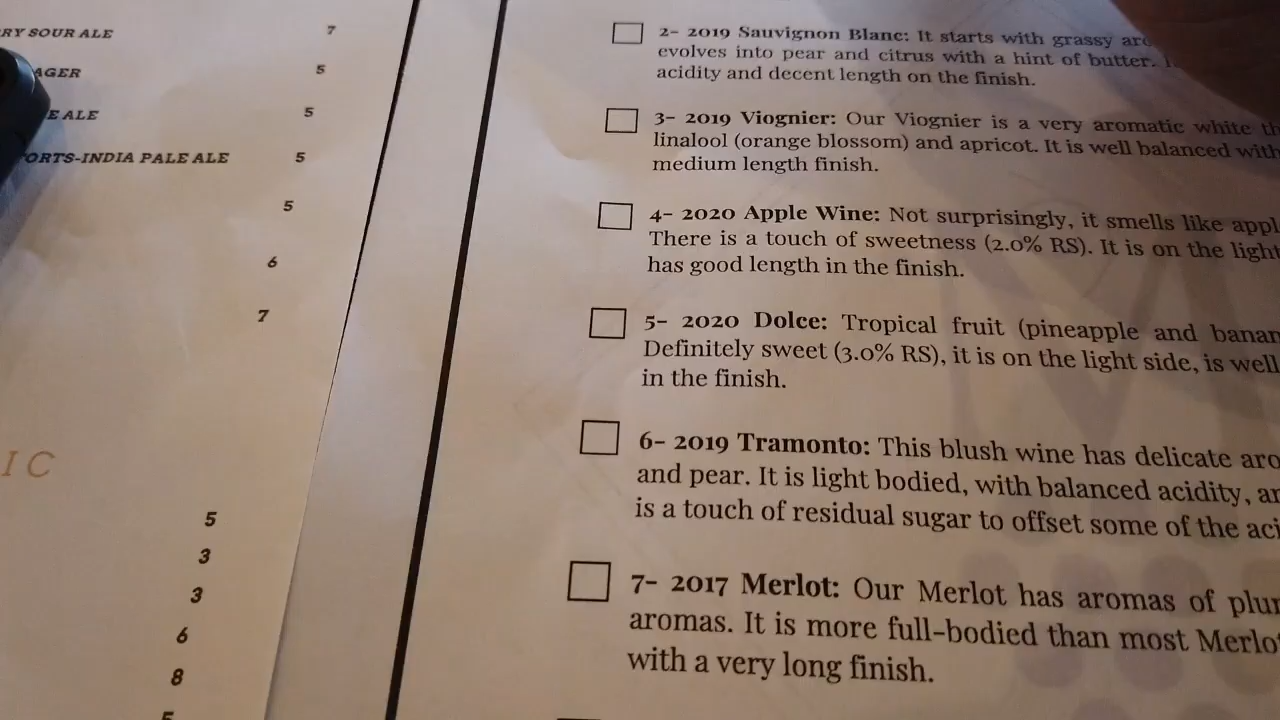 RY SOUR ALE 7
AGER 5
E ALE 5
ORTS-INDIA PALE ALE 5
5
6
7
IC
5
3
3
6
8
2- 2019 Sauvignon Blanc: It starts with grassy
evolves into pear and citrus with a hint of butter.
acidity and decent length on the finish.
3- 2019 Viognier: Our Viognier is a very aromatic white
linalool (orange blossom) and apricot. It is well balanced with
medium length finish.
4- 2020 Apple Wine: Not surprisingly, it smells like appl
There is a touch of sweetness (2.0% RS). It is on the light
has good length in the finish.
5- 2020 Dolce: Tropical fruit (pineapple and banan
Definitely sweet (3.0% RS), it is on the light side, is well
in the finish.
6- 2019 Tramonto: This blush wine has delicate aro
and pear. It is light bodied, with balanced acidity, an
is a touch of residual sugar to offset some of the aci
7- 2017 Merlot: Our Merlot has aromas of plu
aromas. It is more full-bodied than most Merlo
with a very long finish.